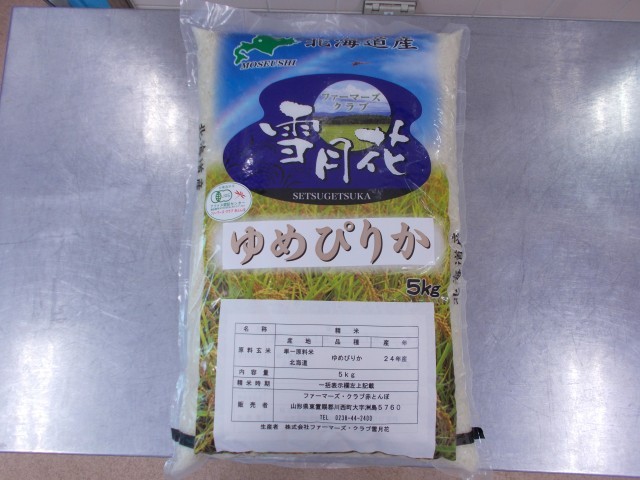 北海道産
MOSEUSHI
ファーマーズ
クラブ
雪月花
SETSUGETSUKA
ゆめぴりか
5kg
名称 精米
産地 品種 産年
原料玄米 単一原料米
北海道 ゆめぴりか 24年産
内容量 5kg
精米時期 一括表示欄左上記載
販売者 ファーマーズ・クラブ赤とんぼ
山形県東置賜郡川西町大字洲島5760
TEL 0238-44-2403
生産者 株式会社ファーマーズ・クラブ雪月花